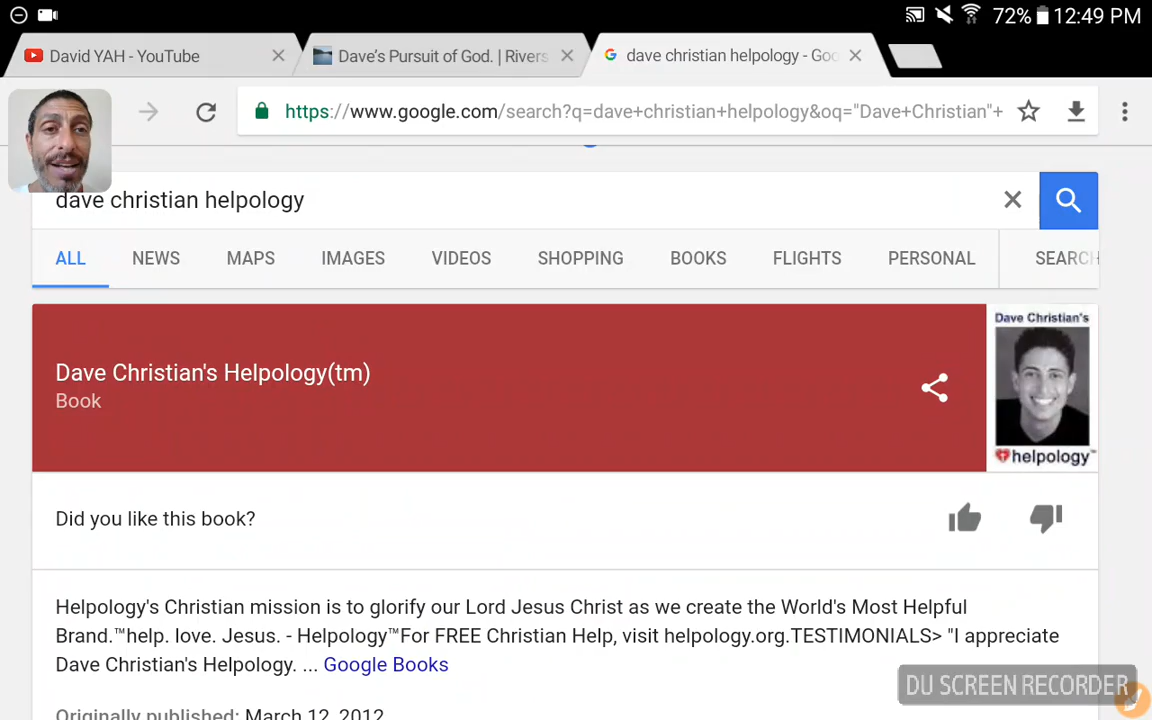 72% 12:49 PM
David YAH - YouTube
Dave's Pursuit of God. | Rivers
dave christian helpology - Goo
https://www.google.com/search?q=dave+christian+helpology&oq="Dave+Christian"+
dave christian helpology
ALL NEWS MAPS IMAGES VIDEOS SHOPPING BOOKS FLIGHTS PERSONAL SEARCH
Dave Christian's Helpology(tm)
Book
Dave Christian's
helpology™
Did you like this book?
Helpology's Christian mission is to glorify our Lord Jesus Christ as we create the World's Most Helpful
Brand.™help. love. Jesus. - Helpology™For FREE Christian Help, visit helpology.org.TESTIMONIALS> "I appreciate
Dave Christian's Helpology. ... Google Books
DU SCREEN RECORDER
Originally published: March 12, 2012